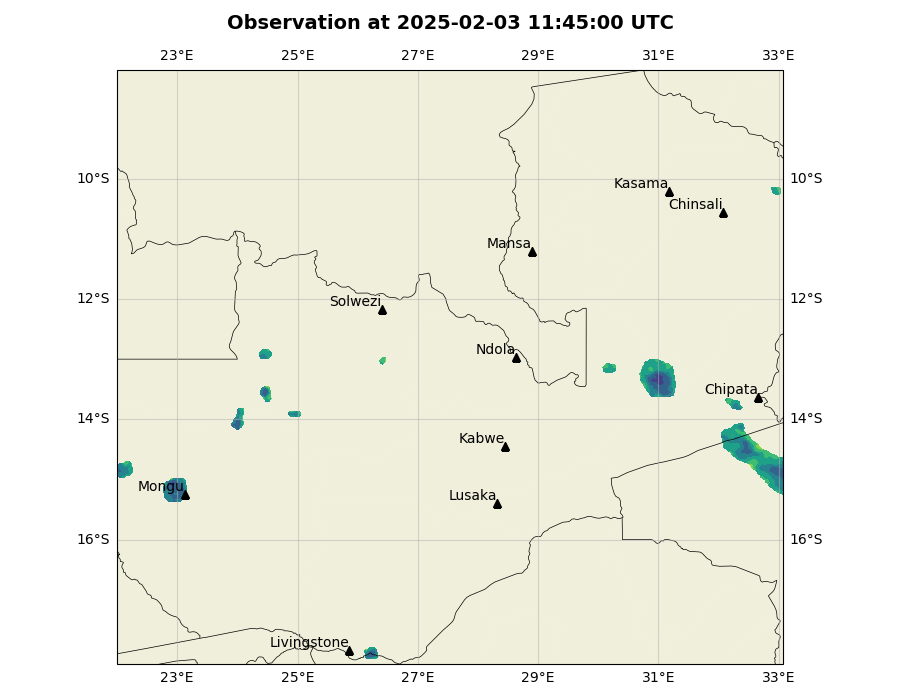 Observation at 2025-02-03 11:45:00 UTC
23°E 25°E 27°E 29°E 31°E 33°E
10°S 10°S
Kasama
Chinsali
Mansa
12°S 12°S
Solwezi
Ndola
Chipata
14°S 14°S
Kabwe
Mongu
Lusaka
16°S 16°S
Livingstone
23°E 25°E 27°E 29°E 31°E 33°E